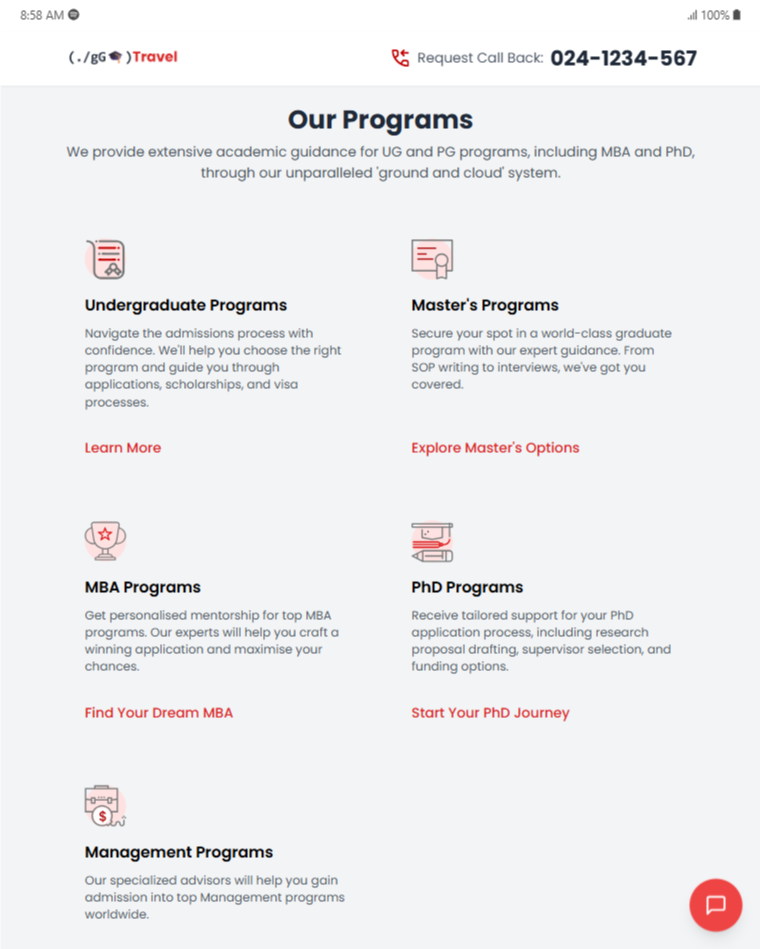 8:58 AM 100%
(./gG🎓)Travel Request Call Back: 024-1234-567
Our Programs
We provide extensive academic guidance for UG and PG programs, including MBA and PhD,
through our unparalleled 'ground and cloud' system.
Undergraduate Programs
Navigate the admissions process with
confidence. We'll help you choose the right
program and guide you through
applications, scholarships, and visa
processes.
Learn More
Master's Programs
Secure your spot in a world-class graduate
program with our expert guidance. From
SOP writing to interviews, we've got you
covered.
Explore Master's Options
MBA Programs
Get personalised mentorship for top MBA
programs. Our experts will help you craft a
winning application and maximise your
chances.
Find Your Dream MBA
PhD Programs
Receive tailored support for your PhD
application process, including research
proposal drafting, supervisor selection, and
funding options.
Start Your PhD Journey
$
Management Programs
Our specialized advisors will help you gain
admission into top Management programs
worldwide.